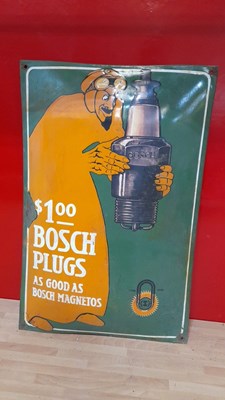 $1.00
BOSCH
PLUGS
AS GOOD AS
BOSCH MAGNETOS